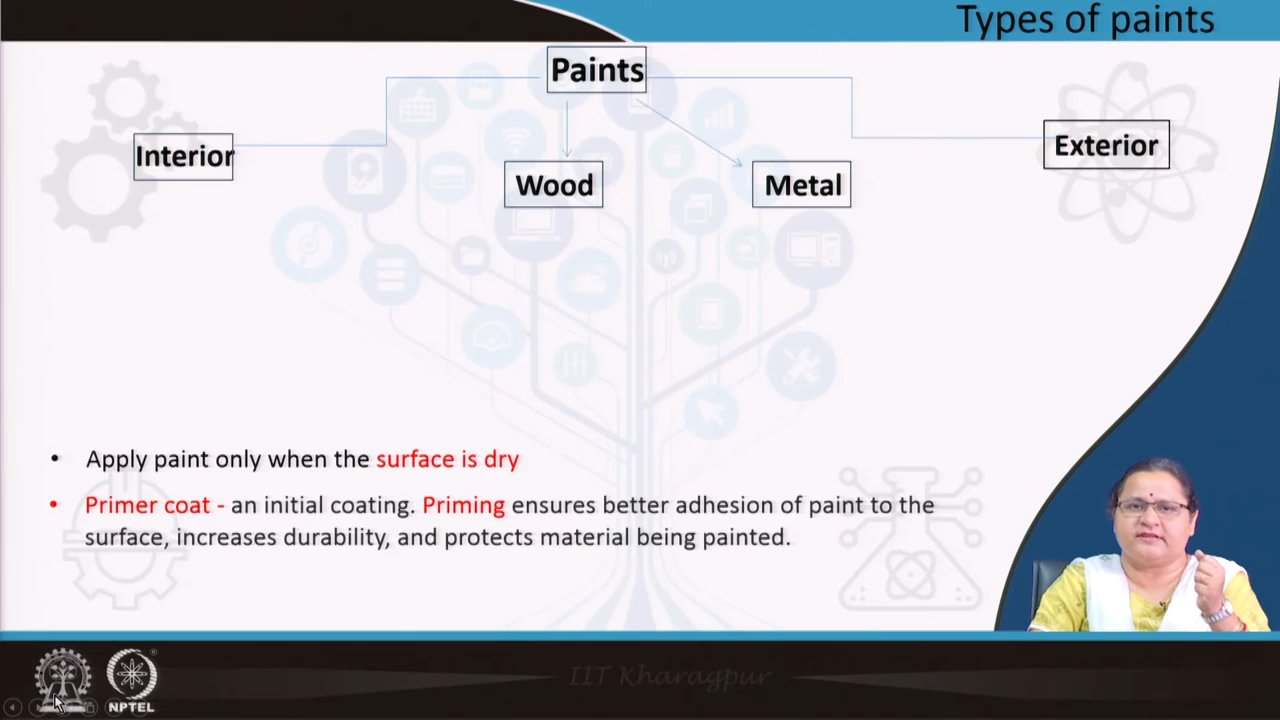 Types of paints
Paints
Interior
Exterior
Wood
Metal
• Apply paint only when the surface is dry
• Primer coat - an initial coating. Priming ensures better adhesion of paint to the
surface, increases durability, and protects material being painted.
IIT Kharagpur
NPTEL